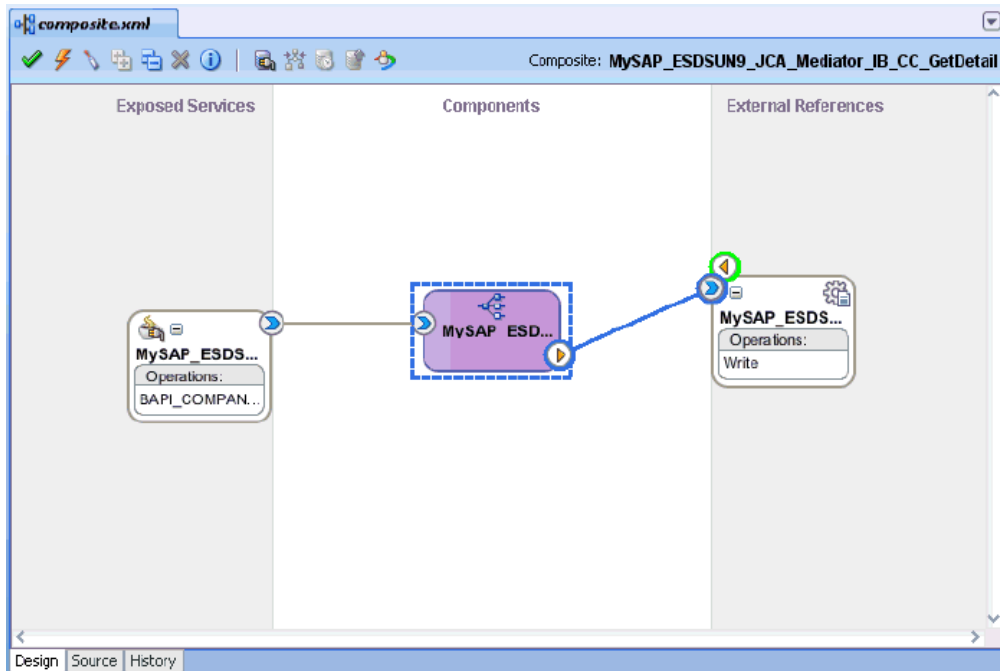 composite.xml
Composite: MySAP_ESDSUN9_JCA_Mediator_IB_CC_GetDetail
Exposed Services
Components
External References
MySAP_ESDS...
Operations:
BAPI_COMPAN...
MySAP_ESD...
MySAP_ESDS...
Operations:
Write
Design Source History